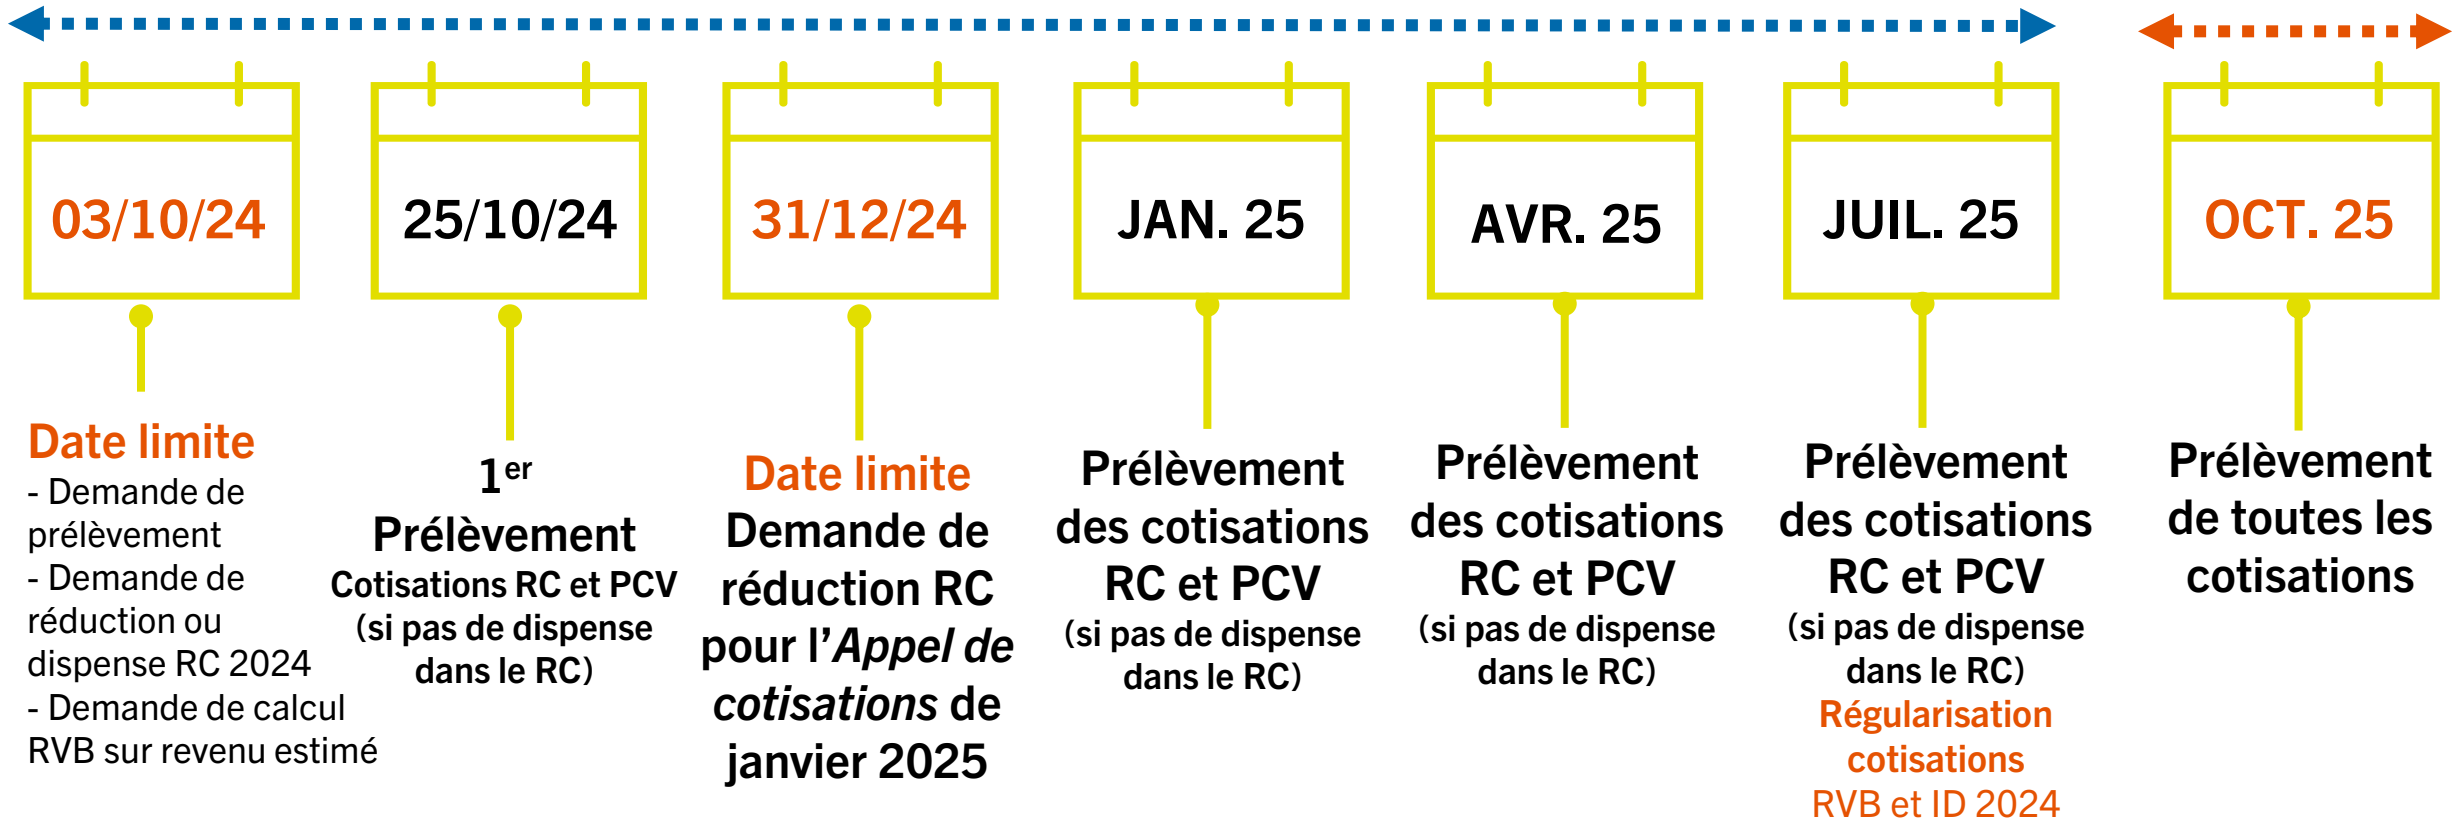 03/10/24
Date limite
- Demande de
prélèvement
- Demande de
réduction ou
dispense RC 2024
- Demande de calcul
RVB sur revenu estimé
25/10/24
1er
Prélèvement
Cotisations RC et PCV
(si pas de dispense
dans le RC)
31/12/24
Date limite
Demande de
réduction RC
pour l’Appel de
cotisations de
janvier 2025
JAN. 25
Prélèvement
des cotisations
RC et PCV
(si pas de dispense
dans le RC)
AVR. 25
Prélèvement
des cotisations
RC et PCV
(si pas de dispense
dans le RC)
JUIL. 25
Prélèvement
des cotisations
RC et PCV
(si pas de dispense
dans le RC)
Régularisation
cotisations
RVB et ID 2024
OCT. 25
Prélèvement
de toutes les
cotisations